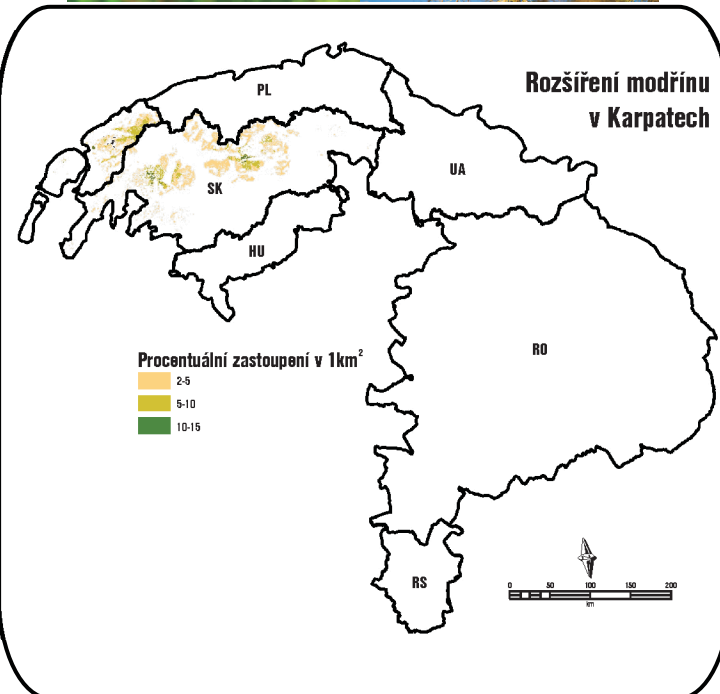 Rozšíření modřínu
v Karpatech
PL
UA
SK
HU
RO
RS
Procentuální zastoupení v 1km²
2-5
5-10
10-15
0 50 100 150 200
km